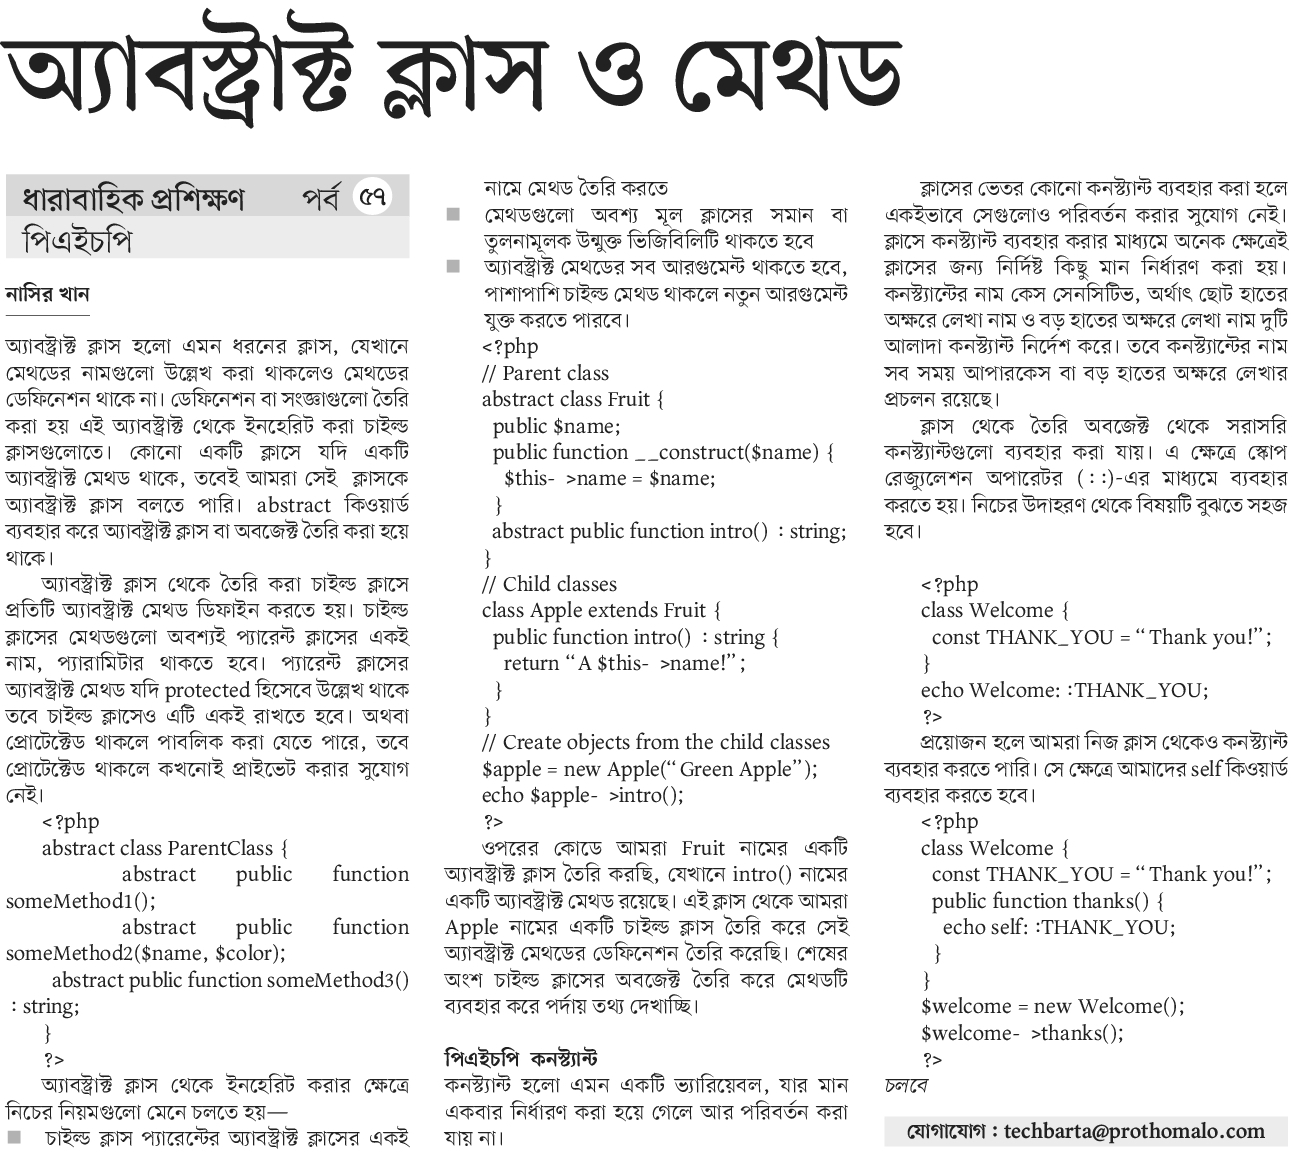 অ্যাবস্ট্রাক্ট ক্লাস ও মেথড
ধারাবাহিক প্রশিক্ষণ পর্ব ৫৭
পিএইচপি
নাসির খান
অ্যাবস্ট্রাক্ট ক্লাস হলো এমন ধরনের ক্লাস, যেখানে
মেথডের নামগুলো উল্লেখ করা থাকলেও মেথডের
ডেফিনেশন থাকে না। ডেফিনেশন বা সংজ্ঞাগুলো তৈরি
করা হয় এই অ্যাবস্ট্রাক্ট থেকে ইনহেরিট করা চাইল্ড
ক্লাসগুলোতে। কোনো একটি ক্লাসে যদি একটি
অ্যাবস্ট্রাক্ট মেথড থাকে, তবেই আমরা সেই ক্লাসকে
অ্যাবস্ট্রাক্ট ক্লাস বলতে পারি। abstract কিওয়ার্ড
ব্যবহার করে অ্যাবস্ট্রাক্ট ক্লাস বা অবজেক্ট তৈরি করা হয়ে
থাকে।
অ্যাবস্ট্রাক্ট ক্লাস থেকে তৈরি করা চাইল্ড ক্লাসে
প্রতিটি অ্যাবস্ট্রাক্ট মেথড ডিফাইন করতে হয়। চাইল্ড
ক্লাসের মেথডগুলো অবশ্যই প্যারেন্ট ক্লাসের একই
নাম, প্যারামিটার থাকতে হবে। প্যারেন্ট ক্লাসের
অ্যাবস্ট্রাক্ট মেথড যদি protected হিসেবে উল্লেখ থাকে
তবে চাইল্ড ক্লাসেও এটি একই রাখতে হবে। অথবা
প্রোটেক্টেড থাকলে পাবলিক করা যেতে পারে, তবে
প্রোটেক্টেড থাকলে কখনোই প্রাইভেট করার সুযোগ
নেই।
<?php
abstract class ParentClass {
abstract public function
someMethod1();
abstract public function
someMethod2($name, $color);
abstract public function someMethod3()
: string;
}
?>
অ্যাবস্ট্রাক্ট ক্লাস থেকে ইনহেরিট করার ক্ষেত্রে
নিচের নিয়মগুলো মেনে চলতে হয়—
■ চাইল্ড ক্লাস প্যারেন্টের অ্যাবস্ট্রাক্ট ক্লাসের একই
নামে মেথড তৈরি করতে
■ মেথডগুলো অবশ্য মূল ক্লাসের সমান বা
তুলনামূলক উন্মুক্ত ভিজিবিলিটি থাকতে হবে
■ অ্যাবস্ট্রাক্ট মেথডের সব আরগুমেন্ট থাকতে হবে,
পাশাপাশি চাইল্ড মেথড থাকলে নতুন আরগুমেন্ট
যুক্ত করতে পারবে।
<?php
// Parent class
abstract class Fruit {
public $name;
public function __construct($name) {
$this- >name = $name;
}
abstract public function intro() : string;
}
// Child classes
class Apple extends Fruit {
public function intro() : string {
return “A $this- >name!”;
}
}
// Create objects from the child classes
$apple = new Apple(“Green Apple”);
echo $apple- >intro();
?>
ওপরের কোডে আমরা Fruit নামের একটি
অ্যাবস্ট্রাক্ট ক্লাস তৈরি করছি, যেখানে intro() নামের
একটি অ্যাবস্ট্রাক্ট মেথড রয়েছে। এই ক্লাস থেকে আমরা
Apple নামের একটি চাইল্ড ক্লাস তৈরি করে সেই
অ্যাবস্ট্রাক্ট মেথডের ডেফিনেশন তৈরি করেছি। শেষের
অংশ চাইল্ড ক্লাসের অবজেক্ট তৈরি করে মেথডটি
ব্যবহার করে পর্দায় তথ্য দেখাচ্ছি।
পিএইচপি কনস্ট্যান্ট
কনস্ট্যান্ট হলো এমন একটি ভ্যারিয়েবল, যার মান
একবার নির্ধারণ করা হয়ে গেলে আর পরিবর্তন করা
যায় না।
ক্লাসের ভেতর কোনো কনস্ট্যান্ট ব্যবহার করা হলে
একইভাবে সেগুলোও পরিবর্তন করার সুযোগ নেই।
ক্লাসে কনস্ট্যান্ট ব্যবহার করার মাধ্যমে অনেক ক্ষেত্রেই
ক্লাসের জন্য নির্দিষ্ট কিছু মান নির্ধারণ করা হয়।
কনস্ট্যান্টের নাম কেস সেনসিটিভ, অর্থাৎ ছোট হাতের
অক্ষরে লেখা নাম ও বড় হাতের অক্ষরে লেখা নাম দুটি
আলাদা কনস্ট্যান্ট নির্দেশ করে। তবে কনস্ট্যান্টের নাম
সব সময় আপারকেস বা বড় হাতের অক্ষরে লেখার
প্রচলন রয়েছে।
ক্লাস থেকে তৈরি অবজেক্ট থেকে সরাসরি
কনস্ট্যান্টগুলো ব্যবহার করা যায়। এ ক্ষেত্রে স্কোপ
রেজ্যুলেশন অপারেটর (::)-এর মাধ্যমে ব্যবহার
করতে হয়। নিচের উদাহরণ থেকে বিষয়টি বুঝতে সহজ
হবে।
<?php
class Welcome {
const THANK_YOU = “Thank you!”;
}
echo Welcome: :THANK_YOU;
?>
প্রয়োজন হলে আমরা নিজ ক্লাস থেকেও কনস্ট্যান্ট
ব্যবহার করতে পারি। সে ক্ষেত্রে আমাদের self কিওয়ার্ড
ব্যবহার করতে হবে।
<?php
class Welcome {
const THANK_YOU = “Thank you!”;
public function thanks() {
echo self: :THANK_YOU;
}
}
$welcome = new Welcome();
$welcome- >thanks();
?>
চলবে
যোগাযোগ : techbarta@prothomalo.com